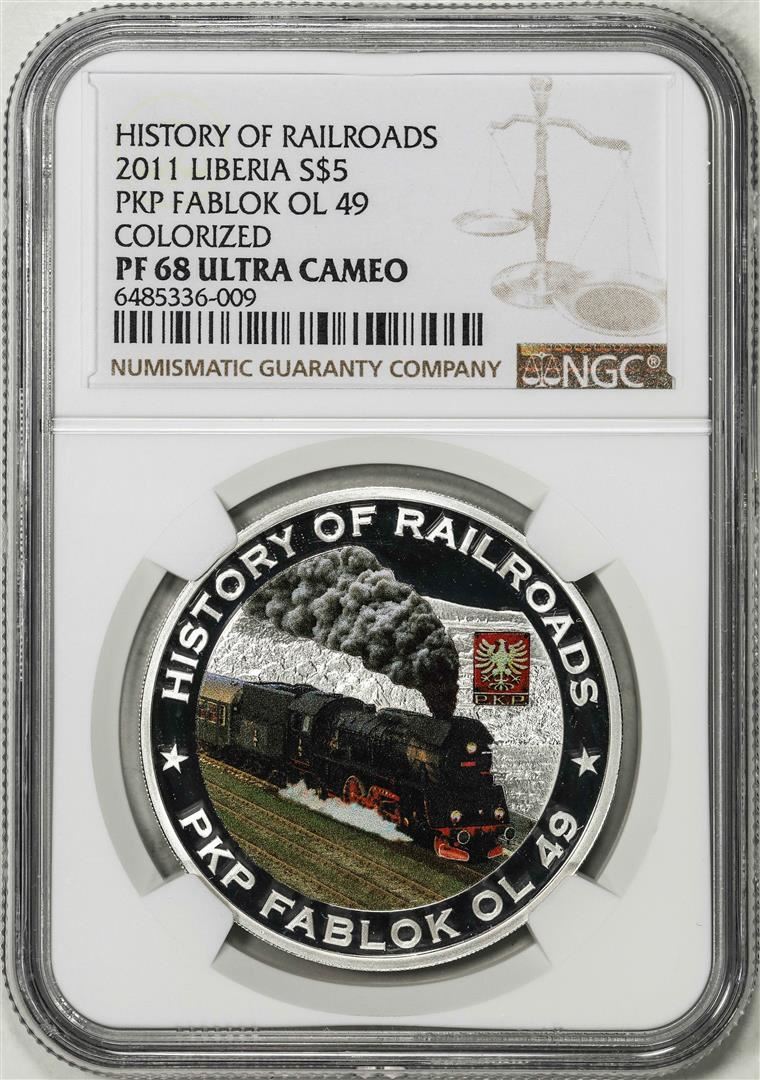 HISTORY OF RAILROADS
2011 LIBERIA S$5
PKP FABLOK OL 49
COLORIZED
PF 68 ULTRA CAMEO
6485336-009
NUMISMATIC GUARANTY COMPANY
NGC®
HISTORY OF RAILROADS
PKP
★ PKP FABLOK OL 49 ★